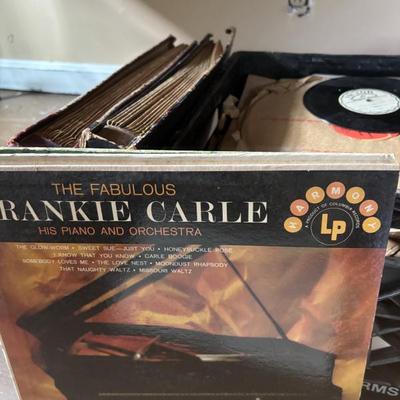 THE FABULOUS
RANKIE CARLE
HIS PIANO AND ORCHESTRA
THE GLOW-WORM • SWEET SUE—JUST YOU • HONEYSUCKLE ROSE
I KNOW THAT YOU KNOW • CARLE BOOGIE
SOMEBODY LOVES ME • THE LOVE NEST • MOONDUST RHAPSODY
THAT NAUGHTY WALTZ • MISSOURI WALTZ
HARMONY
A PRODUCT OF COLUMBIA RECORDS
Lp
RMS